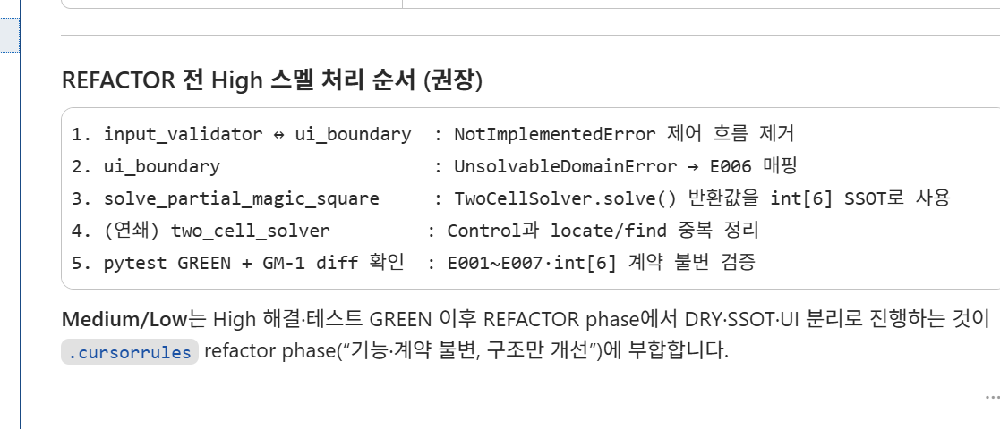 REFACTOR 전 High 스멜 처리 순서 (권장)
1. input_validator ↔ ui_boundary : NotImplementedError 제어 흐름 제거
2. ui_boundary : UnsolvableDomainError → E006 매핑
3. solve_partial_magic_square : TwoCellSolver.solve() 반환값을 int[6] SSOT로 사용
4. (연쇄) two_cell_solver : Control과 locate/find 중복 정리
5. pytest GREEN + GM-1 diff 확인 : E001~E007·int[6] 계약 불변 검증
Medium/Low는 High 해결·테스트 GREEN 이후 REFACTOR phase에서 DRY·SSOT·UI 분리로 진행하는 것이
.cursorrules refactor phase(“기능·계약 불변, 구조만 개선”)에 부합합니다.
...